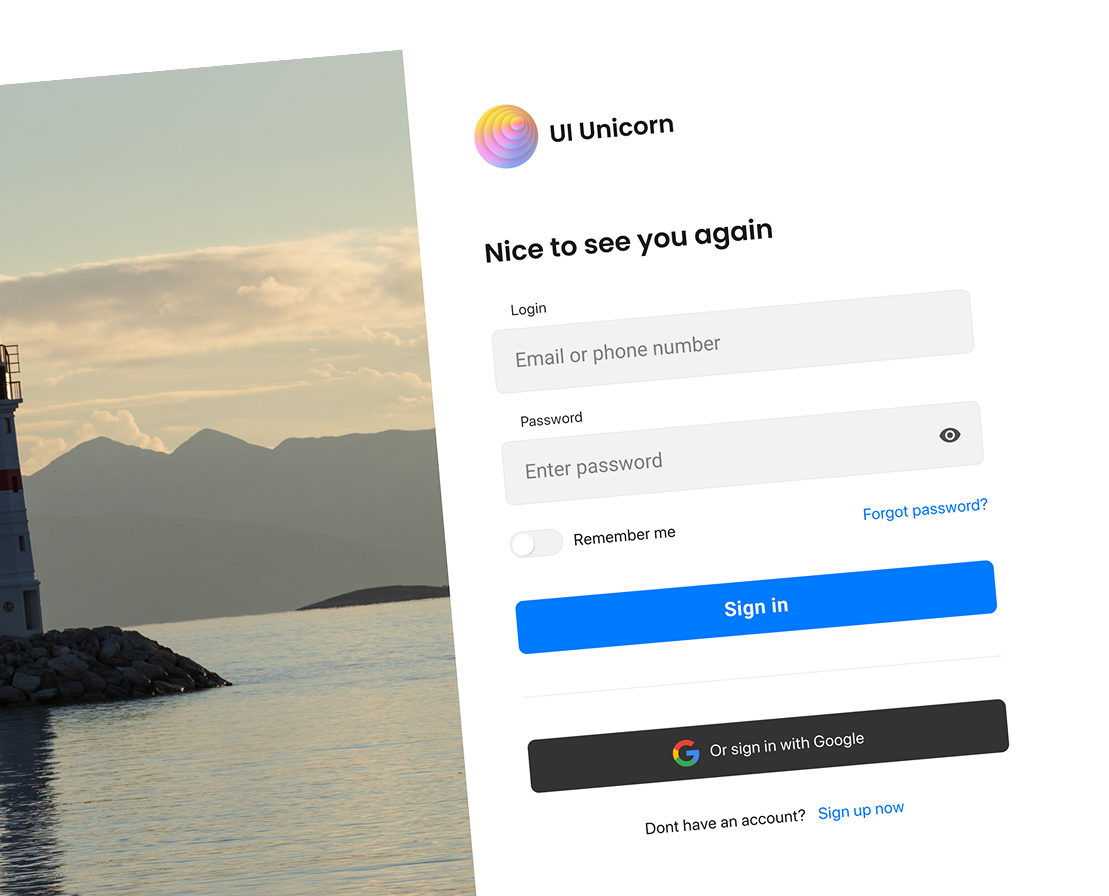 UI Unicorn
Nice to see you again
Login
Email or phone number
Password
Enter password
Remember me
Forgot password?
Sign in
Or sign in with Google
Dont have an account? Sign up now